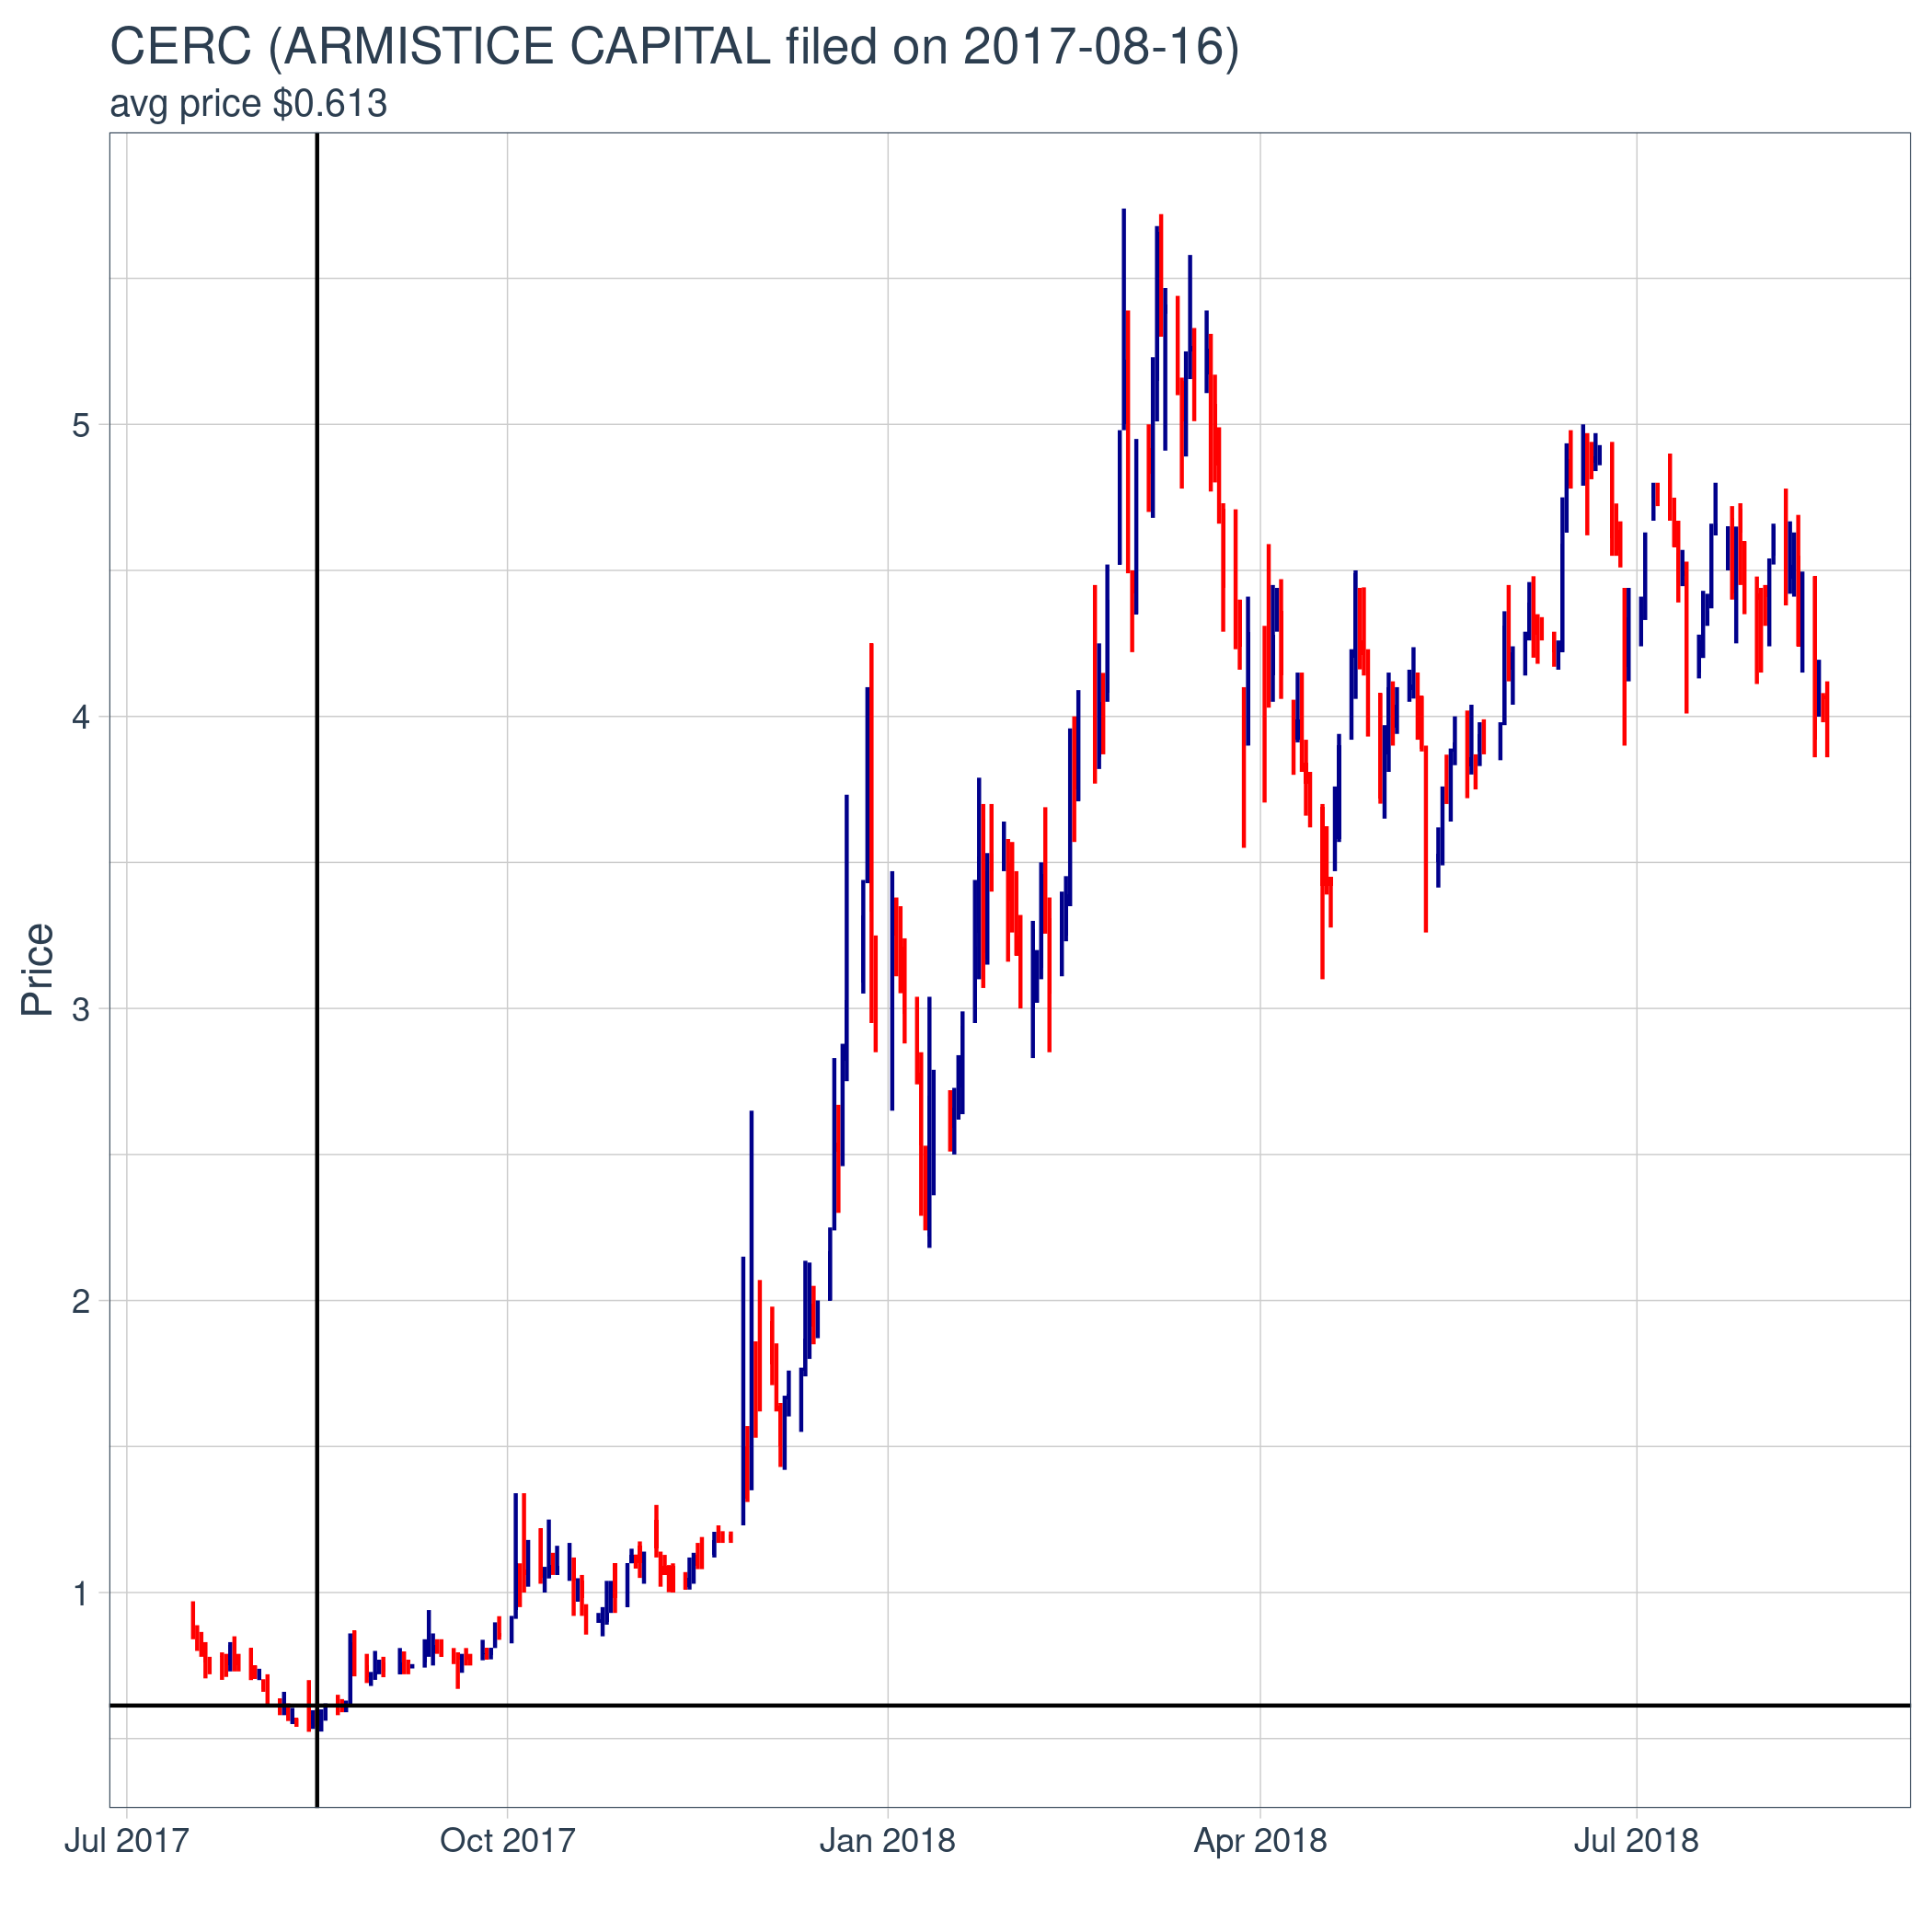 CERC (ARMISTICE CAPITAL filed on 2017-08-16)
avg price $0.613
Price
5
4
3
2
1
Jul 2017
Oct 2017
Jan 2018
Apr 2018
Jul 2018